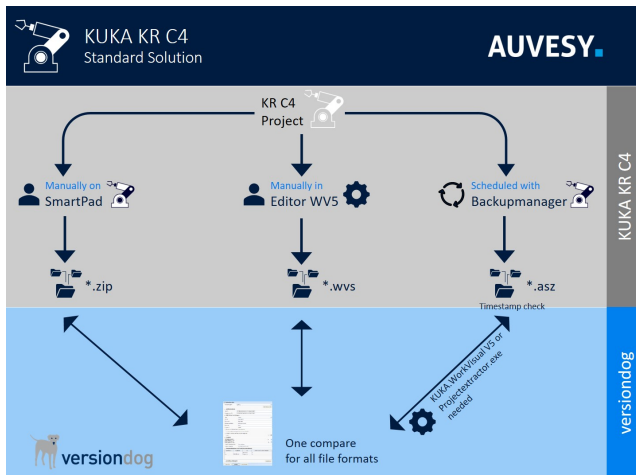 KUKA KR C4
Standard Solution
AUVESY
KR C4
Project
Manually on
SmartPad
Manually in
Editor WV5
Scheduled with
Backupmanager
*.zip
*.wvs
*.asz
Timestamp check
KUKA KR C4
KUKA.WorkVisual V5 or
Projectextractor.exe
needed
One compare
for all file formats
versiondog
versiondog